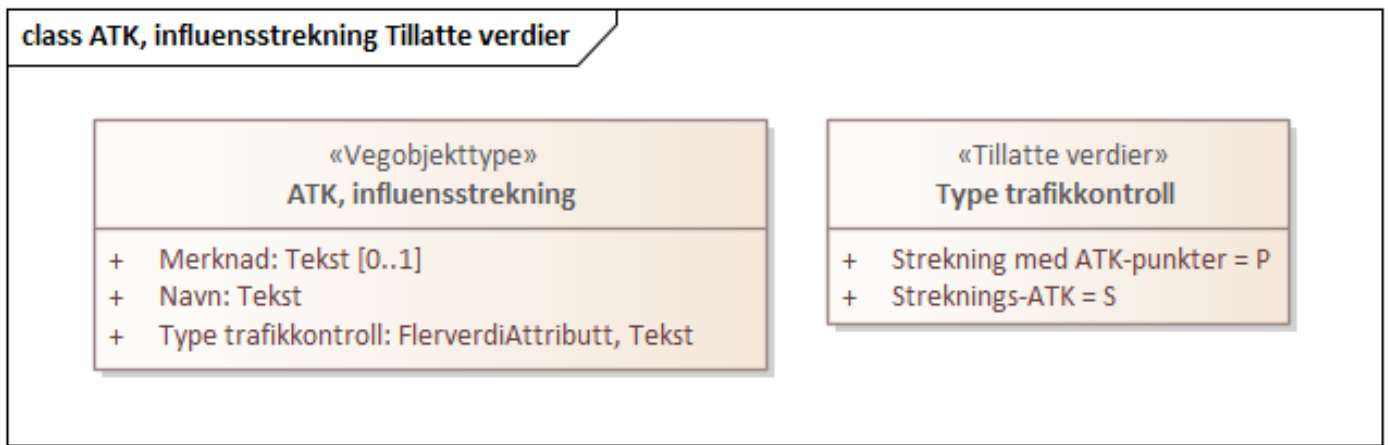 class ATK, influensstrekning Tillatte verdier
«Vegobjekttype»
ATK, influensstrekning
+ Merknad: Tekst [0..1]
+ Navn: Tekst
+ Type trafikkontroll: FlerverdiAttributt, Tekst
«Tillatte verdier»
Type trafikkontroll
+ Strekning med ATK-punkter = P
+ Streknings-ATK = S